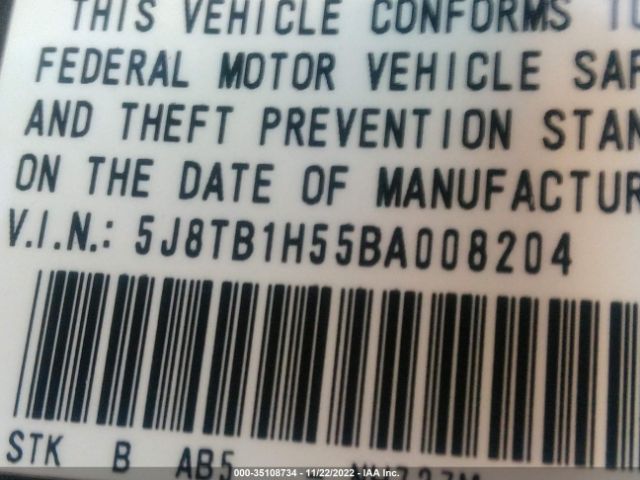 THIS VEHICLE CONFORMS
FEDERAL MOTOR VEHICLE
AND THEFT PREVENTION
ON THE DATE OF
V.I.N.: 5J8TB1H55BA008204
STK B AB5
000-35108734 - 11/22/2022 - IAA Inc.